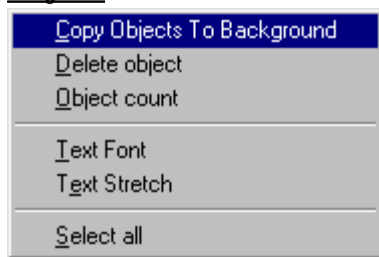 Copy Objects To Background
Delete object
Object count
Text Font
Text Stretch
Select all